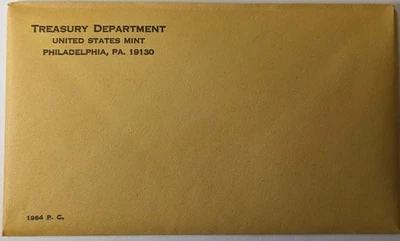 TREASURY DEPARTMENT
UNITED STATES MINT
PHILADELPHIA, PA. 19130
1964 P. C.